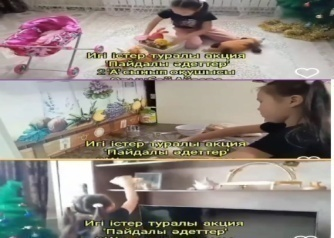 Игі істер туралы акция
'Пайдалы әдеттер'
2 'А' сынып оқушысы
Игі істер туралы акция
'Пайдалы әдеттер'
Игі істер туралы акция
'Пайдалы әдеттер'